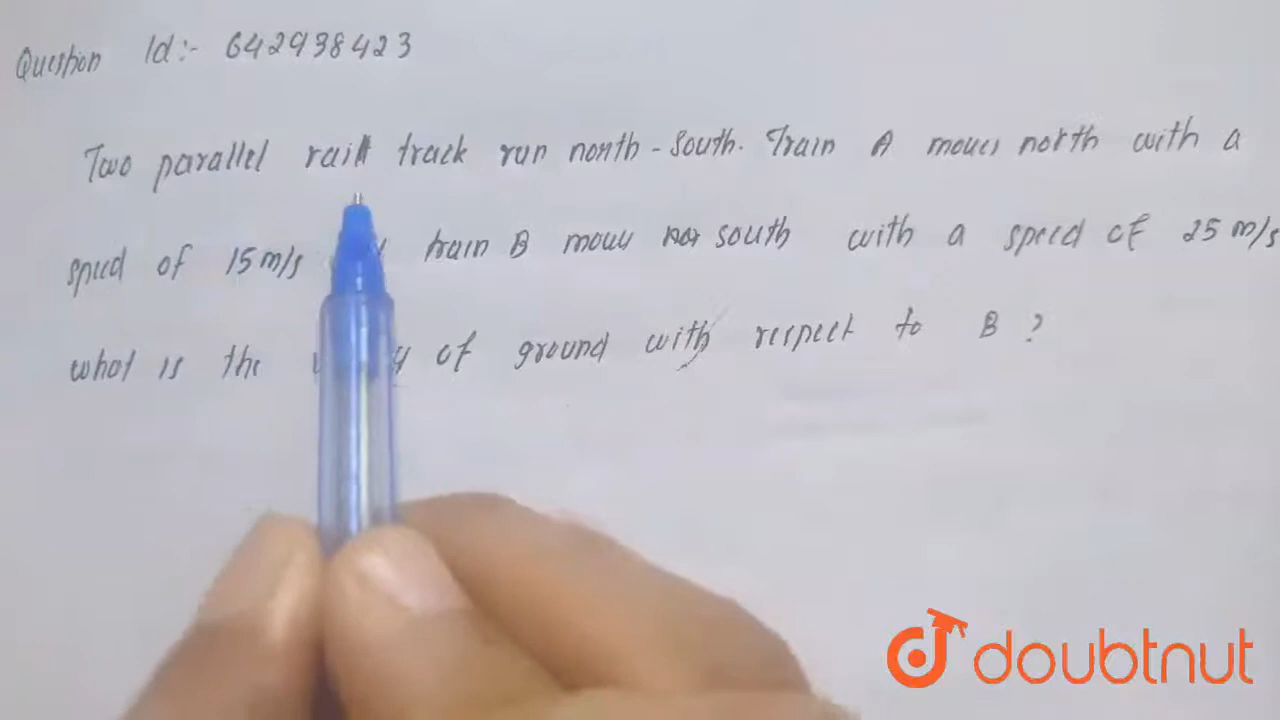 Question Id:- 642938423
Two parallel rail track run north-south. Train A moves north with a
speed of 15 m/s train B move south with a speed of 25 m/s
what is the of ground with respect to B ?
doubtnut